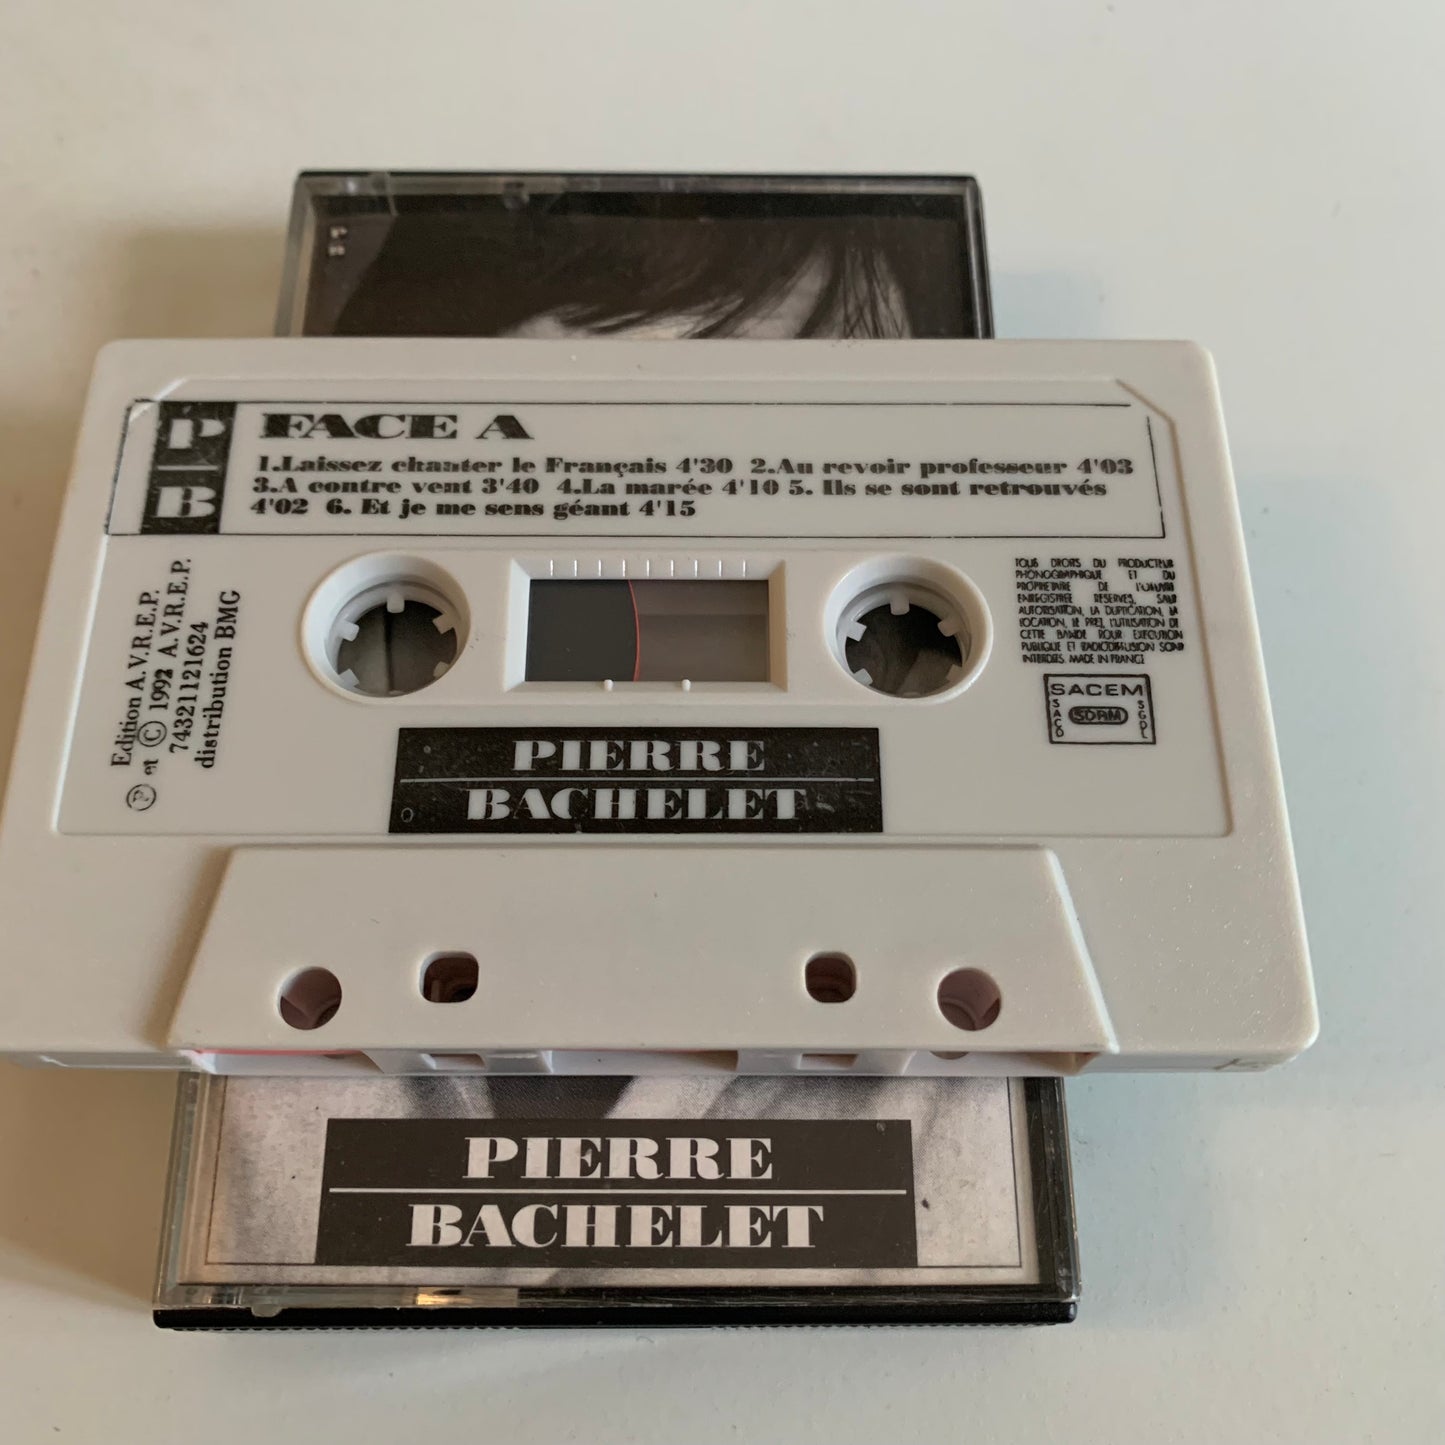 P
B
P
B
FACE A
1.Laissez chanter le Français 4'30 2.Au revoir professeur 4'03
3.A contre vent 3'40 4.La marée 4'10 5. Ils se sont retrouvés
4'02 6. Et je me sens géant 4'15
Edition A.V.R.E.P.
Ⓟ et © 1992 A.V.R.E.P.
74321121624
distribution BMG
TOUS DROITS DU PRODUCTEUR
PHONOGRAPHIQUE ET DU
PROPRIETAIRE DE L'OEUVRE
ENREGISTREE RESERVES, SAUF
AUTORISATION, LA DUPLICATION, LA
LOCATION, LE PRET, L'UTILISATION DE
CETTE BANDE POUR EXECUTION
PUBLIQUE ET RADIODIFFUSION SONT
INTERDITES. MADE IN FRANCE
SACEM
SACD
SDRM
SGDL
PIERRE
BACHELET
PIERRE
BACHELET